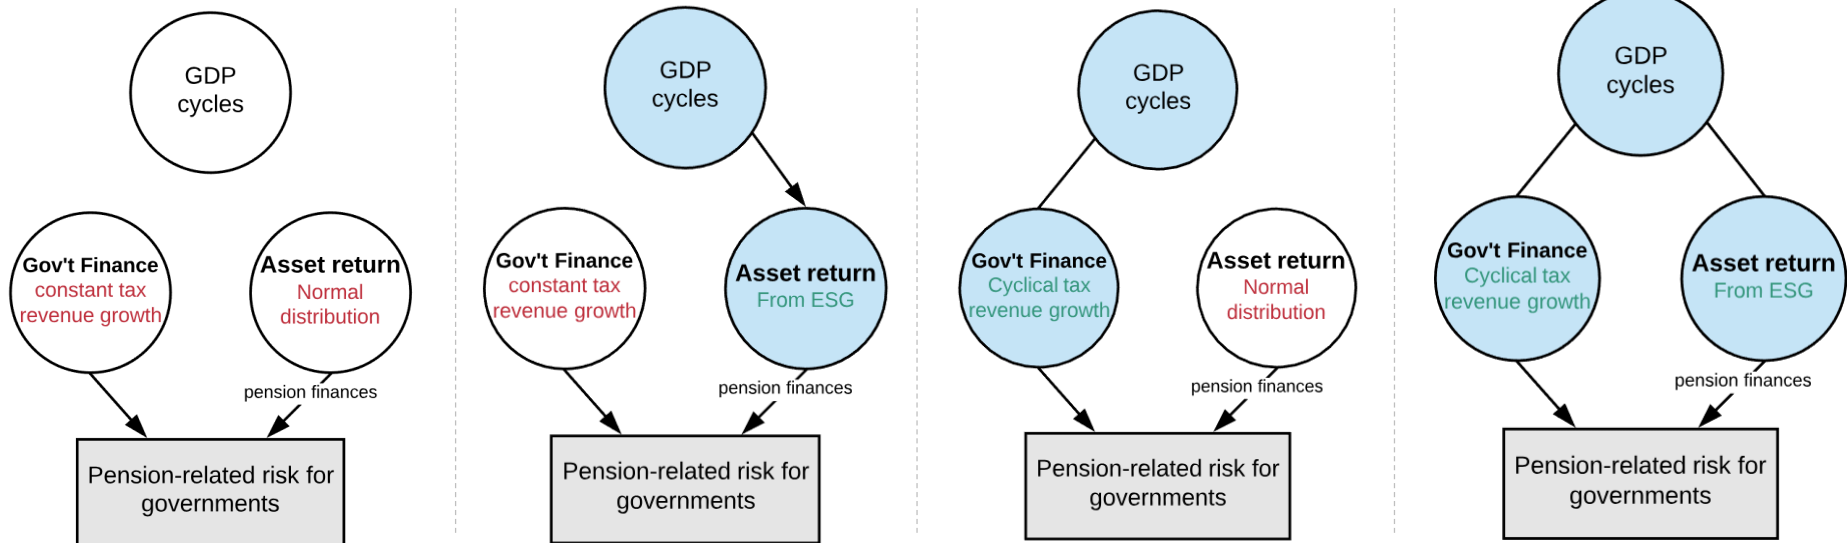 GDP
cycles
Gov't Finance
constant tax
revenue growth
Asset return
Normal
distribution
pension finances
Pension-related risk for
governments
GDP
cycles
Gov't Finance
constant tax
revenue growth
Asset return
From ESG
pension finances
Pension-related risk for
governments
GDP
cycles
Gov't Finance
Cyclical tax
revenue growth
Asset return
Normal
distribution
pension finances
Pension-related risk for
governments
GDP
cycles
Gov't Finance
Cyclical tax
revenue growth
Asset return
From ESG
pension finances
Pension-related risk for
governments